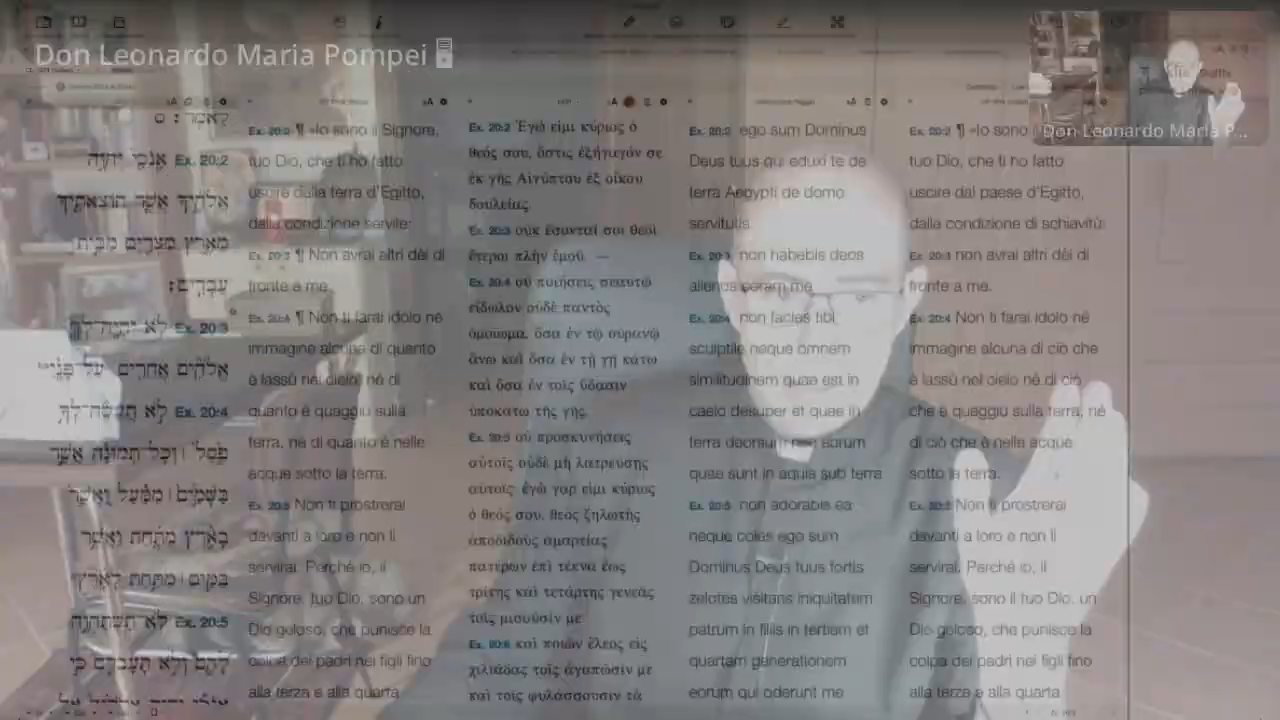 Don Leonardo Maria Pompei
Don Leonardo Maria P...
לֵאמֹר׃ ס
Ex. 20:2 אָנֹכִי יְהוָה
אֱלֹהֶיךָ אֲשֶׁר הוֹצֵאתִיךָ
מֵאֶרֶץ מִצְרַיִם מִבֵּית
עֲבָדִים׃
Ex. 20:3 לֹא יִהְיֶה־לְךָ
אֱלֹהִים אֲחֵרִים עַל־פָּנָי
Ex. 20:4 לֹא תַעֲשֶׂה־לְךָ
פֶסֶל ׀ וְכָל־תְּמוּנָה אֲשֶׁר
בַּשָּׁמַיִם ׀ מִמַּעַל וַאֲשֶׁר
בָּאָרֶץ מִתַּחַת וַאֲשֶׁר
בַּמַּיִם ׀ מִתַּחַת לָאָרֶץ
Ex. 20:5 לֹא־תִשְׁתַּחֲוֶה
לָהֶם וְלֹא תָעָבְדֵם כִּי
Ex. 20:2 ¶ «Io sono il Signore,
tuo Dio, che ti ho fatto
uscire dalla terra d'Egitto,
dalla condizione servile:
Ex. 20:3 ¶ Non avrai altri dèi di
fronte a me.
Ex. 20:4 ¶ Non ti farai idolo né
immagine alcuna di quanto
è lassù nel cielo, né di
quanto è quaggiù sulla
terra, né di quanto è nelle
acque sotto la terra.
Ex. 20:5 Non ti prostrerai
davanti a loro e non li
servirai. Perché io, il
Signore, tuo Dio, sono un
Dio geloso, che punisce la
colpa dei padri nei figli fino
alla terza e alla quarta
Ex. 20:2 Ἐγώ εἰμι κύριος ὁ
θεός σου, ὅστις ἐξήγαγόν σε
ἐκ γῆς Αἰγύπτου ἐξ οἴκου
δουλείας.
Ex. 20:3 οὐκ ἔσονταί σοι θεοὶ
ἕτεροι πλὴν ἐμοῦ. —
Ex. 20:4 οὐ ποιήσεις σεαυτῷ
εἴδωλον οὐδὲ παντὸς
ὁμοίωμα, ὅσα ἐν τῷ οὐρανῷ
ἄνω καὶ ὅσα ἐν τῇ γῇ κάτω
καὶ ὅσα ἐν τοῖς ὕδασιν
ὑποκάτω τῆς γῆς.
Ex. 20:5 οὐ προσκυνήσεις
αὐτοῖς οὐδὲ μὴ λατρεύσῃς
αὐτοῖς· ἐγὼ γάρ εἰμι κύριος
ὁ θεός σου, θεὸς ζηλωτὴς
ἀποδιδοὺς ἁμαρτίας
πατέρων ἐπὶ τέκνα ἕως
τρίτης καὶ τετάρτης γενεᾶς
τοῖς μισοῦσίν με
Ex. 20:6 καὶ ποιῶν ἔλεος εἰς
χιλιάδας τοῖς ἀγαπῶσίν με
καὶ τοῖς φυλάσσουσιν τὰ
Ex. 20:2 ego sum Dominus
Deus tuus qui eduxi te de
terra Aegypti de domo
servitutis
Ex. 20:3 non habebis deos
alienos coram me
Ex. 20:4 non facies tibi
sculptile neque omnem
similitudinem quae est in
caelo desuper et quae in
terra deorsum nec eorum
quae sunt in aquis sub terra
Ex. 20:5 non adorabis ea
neque coles ego sum
Dominus Deus tuus fortis
zelotes visitans iniquitatem
patrum in filiis in tertiam et
quartam generationem
eorum qui oderunt me
Ex. 20:2 ¶ «Io sono il
tuo Dio, che ti ho fatto
uscire dal paese d'Egitto,
dalla condizione di schiavitù:
Ex. 20:3 non avrai altri dèi di
fronte a me.
Ex. 20:4 Non ti farai idolo né
immagine alcuna di ciò che
è lassù nel cielo né di ciò
che è quaggiù sulla terra, né
di ciò che è nelle acque
sotto la terra.
Ex. 20:5 Non ti prostrerai
davanti a loro e non li
servirai. Perché io, il
Signore, sono il tuo Dio, un
Dio geloso, che punisce la
colpa dei padri nei figli fino
alla terza e alla quarta